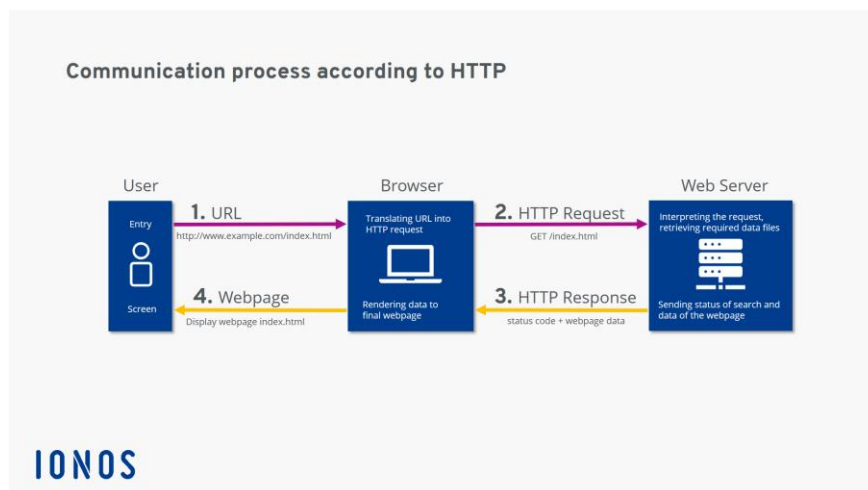 Communication process according to HTTP
User
Browser
Web Server
Entry
Screen
1. URL
http://www.example.com/index.html
Translating URL into
HTTP request
2. HTTP Request
GET /index.html
Interpreting the request,
retrieving required data files
Sending status of search and
data of the webpage
3. HTTP Response
status code + webpage data
Rendering data to
final webpage
4. Webpage
Display webpage index.html
IONOS